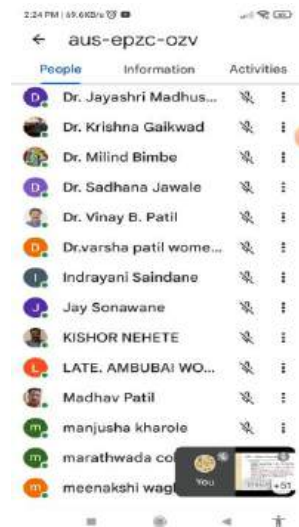 2:24 PM | 69.6KB/s
aus-epzc-ozv
People Information Activities
D Dr. Jayashri Madhus...
Dr. Krishna Gaikwad
Dr. Milind Bimbe
D Dr. Sadhana Jawale
Dr. Vinay B. Patil
D Dr.varsha patil wome...
I Indrayani Saindane
J Jay Sonawane
KISHOR NEHETE
L LATE. AMBUBAI WO...
Madhav Patil
m manjusha kharole
m marathwada col
m meenakshi wagl
You +51